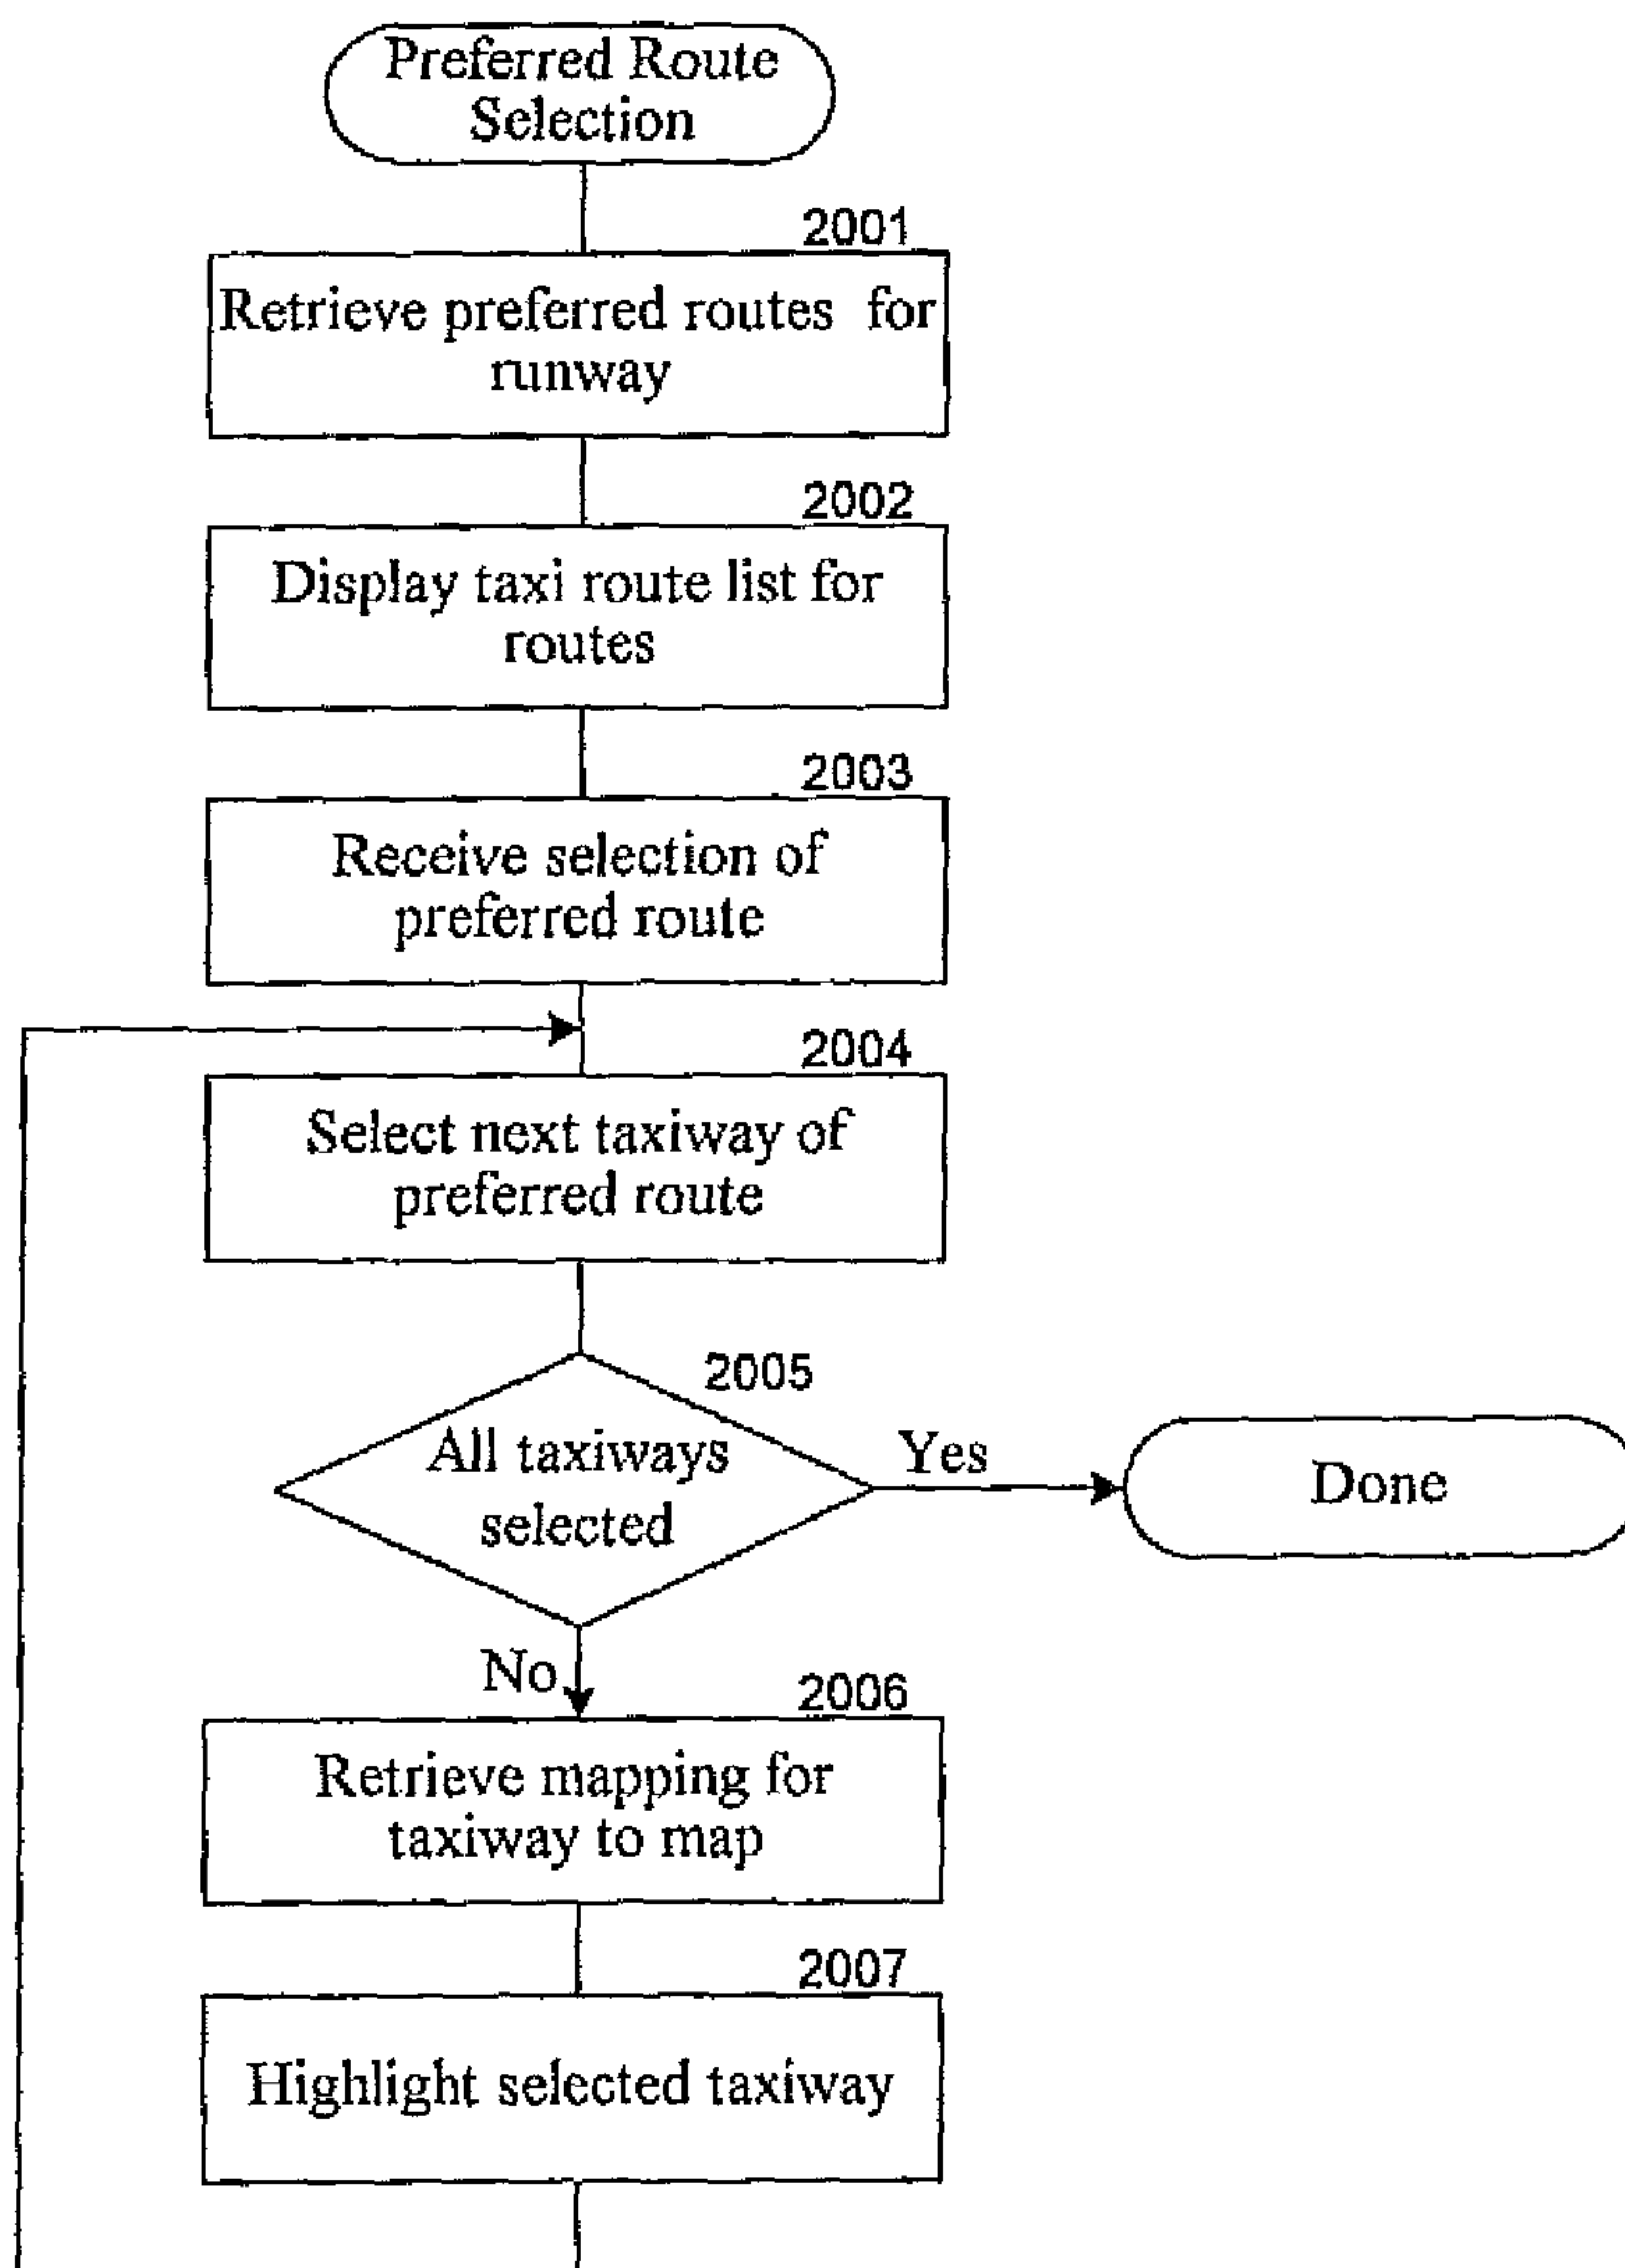 Preferred Route
Selection
2001
Retrieve preferred routes for
runway
2002
Display taxi route list for
routes
2003
Receive selection of
preferred route
2004
Select next taxiway of
preferred route
2005
All taxiways
selected
Yes
Done
No
2006
Retrieve mapping for
taxiway to map
2007
Highlight selected taxiway